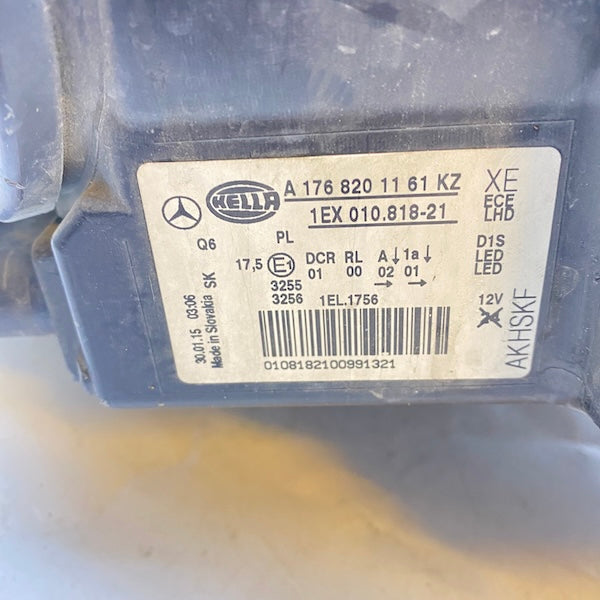 HELLA
A 176 820 11 61 KZ
1EX 010.818-21
XE
ECE
LHD
Q6
PL
17,5 E1 DCR RL A↓ 1a↓
01 00 02 01
→ →
3255
3256 1EL.1756
D1S
LED
LED
12V
AKHSKF
30.01.15 03:06
Made in Slovakia SK
0108182100991321